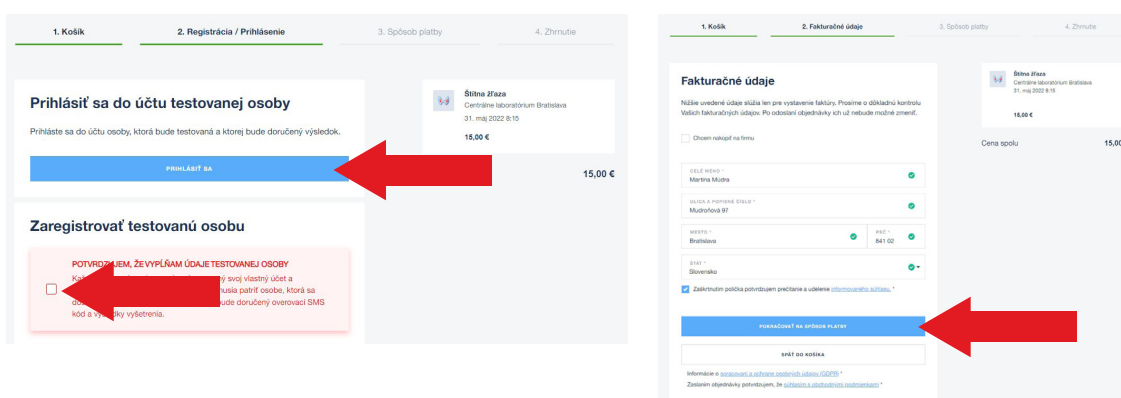 1. Košík
2. Registrácia / Prihlásenie
3. Spôsob platby
4. Zhrnutie
Prihlásiť sa do účtu testovanej osoby
Prihláste sa do účtu osoby, ktorá bude testovaná a ktorej bude doručený výsledok.
PRIHLÁSIŤ SA
Zaregistrovať testovanú osobu
POTVRDZUJEM, ŽE VYPĹŇAM ÚDAJE TESTOVANEJ OSOBY
svoj vlastný účet a
musia patriť osobe, ktorá sa
bude doručený overovací SMS
kód a vyšetrenia.
Štítna žľaza
Centrálne laboratórium Bratislava
31. máj 2022 8:15
15,00 €
15,00 €
1. Košík
2. Fakturačné údaje
3. Spôsob platby
4. Zhrnutie
Fakturačné údaje
Nižšie uvedené údaje slúžia len pre vystavenie faktúry. Prosíme o dôkladnú kontrolu
Vašich fakturačných údajov. Po odoslaní objednávky ich už nebude možné zmeniť.
Chcem nakúpiť na firmu
CELÉ MENO *
Martina Múdra
ULICA A POPISNÉ ČÍSLO *
Mudroňová 97
MESTO *
Bratislava
PSČ *
841 02
ŠTÁT *
Slovensko
Zaškrtnutím políčka potvrdzujem prečítanie a udelenie informovaného súhlasu. *
POKRAČOVAŤ NA SPÔSOB PLATBY
SPÄŤ DO KOŠÍKA
Informácie o spracovaní a ochrane osobných údajov (GDPR) *
Zaslaním objednávky potvrdzujem, že súhlasím s obchodnými podmienkami *
Štítna žľaza
Centrálne laboratórium Bratislava
31. máj 2022 8:15
15,00 €
Cena spolu
15,00